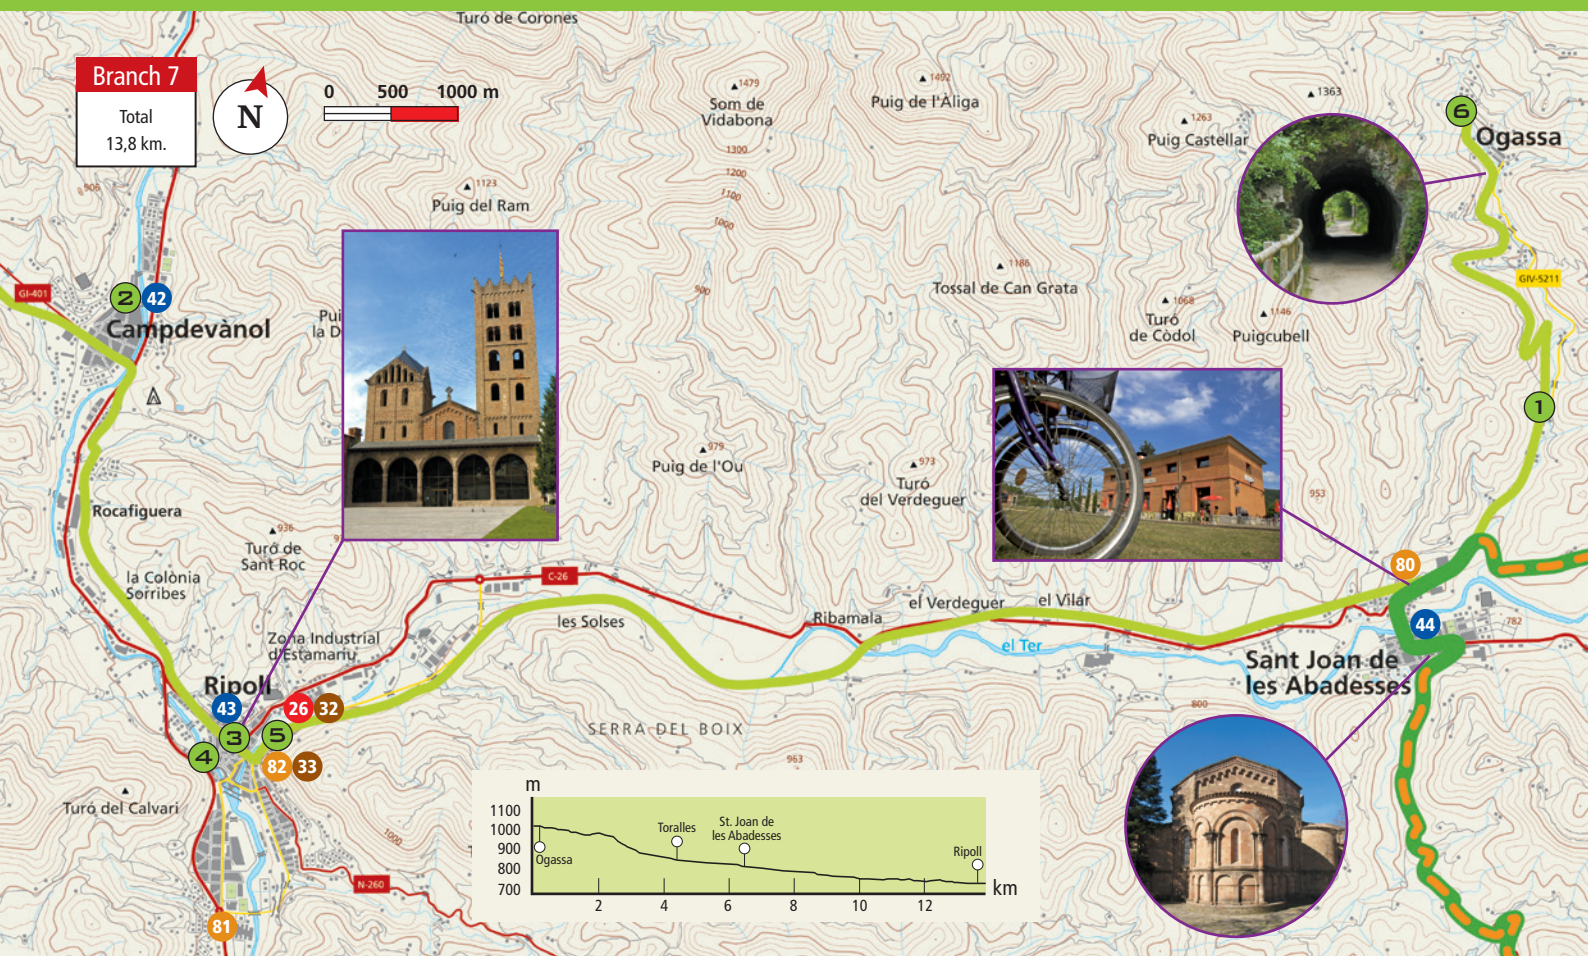 Turó de Corones
Branch 7
Total
13,8 km.
N
0 500 1000 m
1479
Som de
Vidabona
1492
Puig de l'Àliga
1363
1263
Puig Castellar
6
Ogassa
906
1300
1200
1100
1000
900
1123
Puig del Ram
1186
Tossal de Can Grata
1068
Turó
de Còdol
1146
Puigcubell
GIV-5211
GI-401
2 42
Campdevànol
Pui
la D
1
979
Puig de l'Ou
973
Turó
del Verdeguer
953
Rocafiguera
936
Turó de
Sant Roc
la Colònia
Sorribes
C-26
80
les Solses
Ribamala
el Verdeguer
el Vilar
el Ter
44
782
Sant Joan de
les Abadesses
Zona Industrial
d'Estamariu
Ripoll
43
26 32
3
5
4
82 33
800
SERRA DEL BOIX
963
Turó del Calvari
1000
N-260
81
m
1100
1000
900
800
700
Ogassa
Toralles
St. Joan de
les Abadesses
Ripoll
km
2 4 6 8 10 12